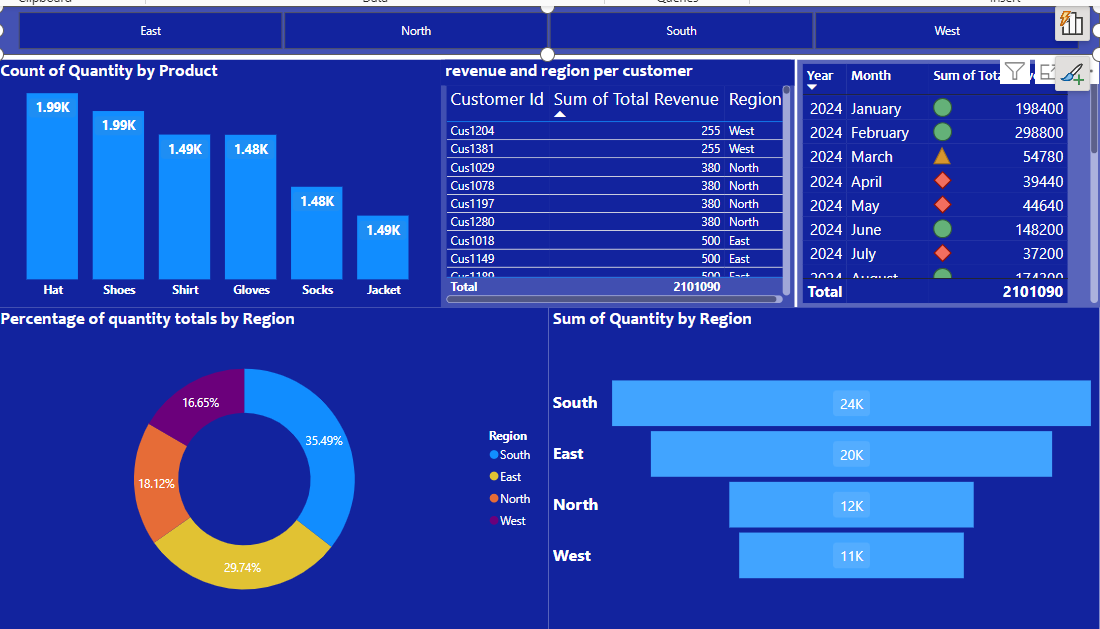 Clipboard Data Queries Insert
East North South West
Count of Quantity by Product
1.99K 1.99K 1.49K 1.48K 1.48K 1.49K
Hat Shoes Shirt Gloves Socks Jacket
revenue and region per customer
Customer Id Sum of Total Revenue Region
Cus1204 255 West
Cus1381 255 West
Cus1029 380 North
Cus1078 380 North
Cus1197 380 North
Cus1280 380 North
Cus1018 500 East
Cus1149 500 East
Cus1189 500 East
Total 2101090
Year Month Sum of
2024 January 198400
2024 February 298800
2024 March 54780
2024 April 39440
2024 May 44640
2024 June 148200
2024 July 37200
2024 August 174300
Total 2101090
Percentage of quantity totals by Region
16.65%
35.49%
18.12%
29.74%
Region
South
East
North
West
Sum of Quantity by Region
South 24K
East 20K
North 12K
West 11K